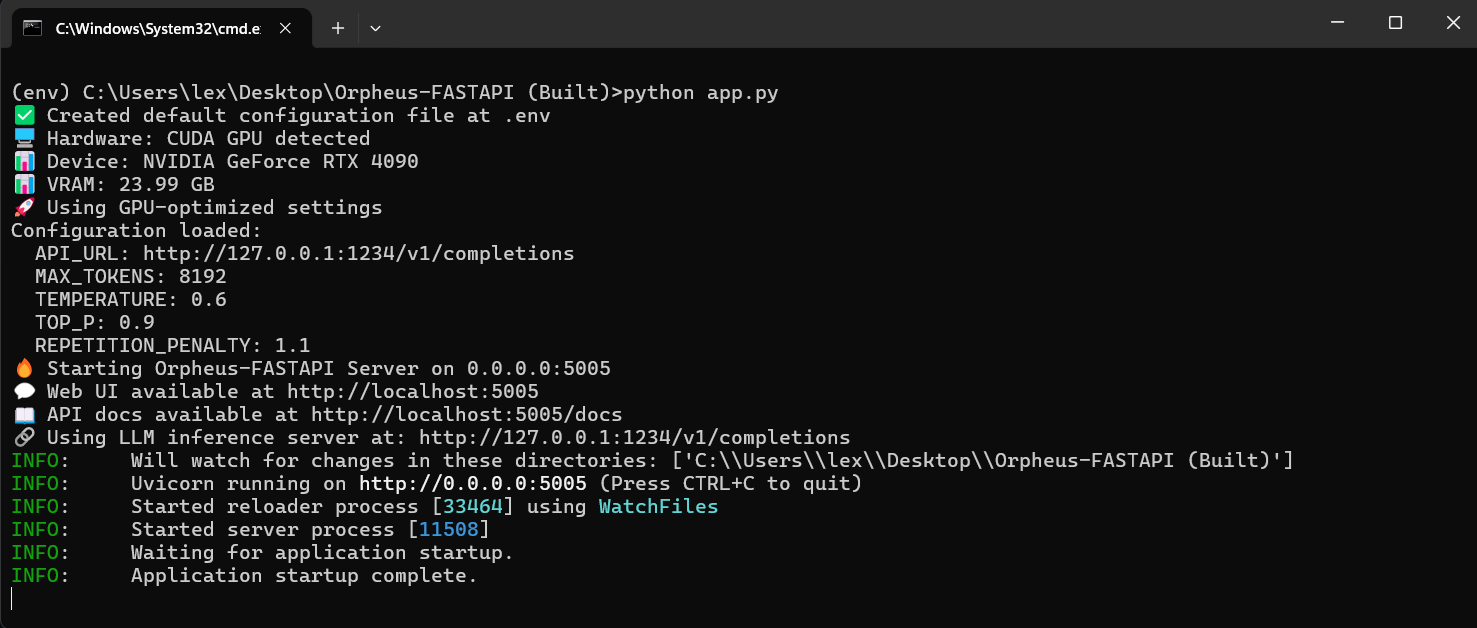 C:\Windows\System32\cmd.e
(env) C:\Users\lex\Desktop\Orpheus-FASTAPI (Built)>python app.py
✅ Created default configuration file at .env
🖥️ Hardware: CUDA GPU detected
📊 Device: NVIDIA GeForce RTX 4090
📊 VRAM: 23.99 GB
🚀 Using GPU-optimized settings
Configuration loaded:
  API_URL: http://127.0.0.1:1234/v1/completions
  MAX_TOKENS: 8192
  TEMPERATURE: 0.6
  TOP_P: 0.9
  REPETITION_PENALTY: 1.1
🔥 Starting Orpheus-FASTAPI Server on 0.0.0.0:5005
💬 Web UI available at http://localhost:5005
📖 API docs available at http://localhost:5005/docs
🔗 Using LLM inference server at: http://127.0.0.1:1234/v1/completions
INFO:     Will watch for changes in these directories: ['C:\\Users\\lex\\Desktop\\Orpheus-FASTAPI (Built)']
INFO:     Uvicorn running on http://0.0.0.0:5005 (Press CTRL+C to quit)
INFO:     Started reloader process [33464] using WatchFiles
INFO:     Started server process [11508]
INFO:     Waiting for application startup.
INFO:     Application startup complete.